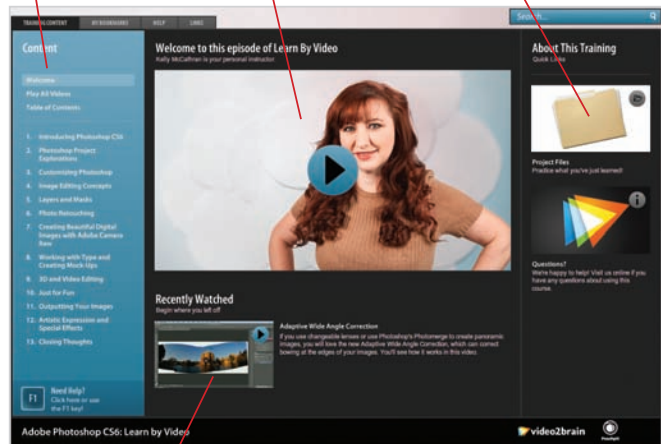 TRAINING CONTENT
MY BOOKMARKS
HELP
LINKS
Search...
Content
Welcome
Play All Videos
Table of Contents
1. Introducing Photoshop CS6
2. Photoshop Project
Explorations
3. Customizing Photoshop
4. Image Editing Concepts
5. Layers and Masks
6. Photo Retouching
7. Creating Beautiful Digital
Images with Adobe Camera
Raw
8. Working with Type and
Creating Mock-Ups
9. 3D and Video Editing
10. Just for Fun
11. Outputting Your Images
12. Artistic Expression and
Special Effects
13. Closing Thoughts
F1
Need Help?
Click here or use
the F1 key!
Welcome to this episode of Learn By Video
Kelly McCathran is your personal instructor
Recently Watched
Begin where you left off
Adaptive Wide Angle Correction
If you use changeable lenses or use Photoshop's Photomerge to create panoramic
images, you will love the new Adaptive Wide Angle Correction, which can correct
bowing at the edges of your images. You'll see how it works in this video.
About This Training
Quick Links
Project Files
Practice what you've just learned!
Questions?
We're happy to help! Visit us online if you
have any questions about using this
course.
Adobe Photoshop CS6: Learn by Video
video2brain